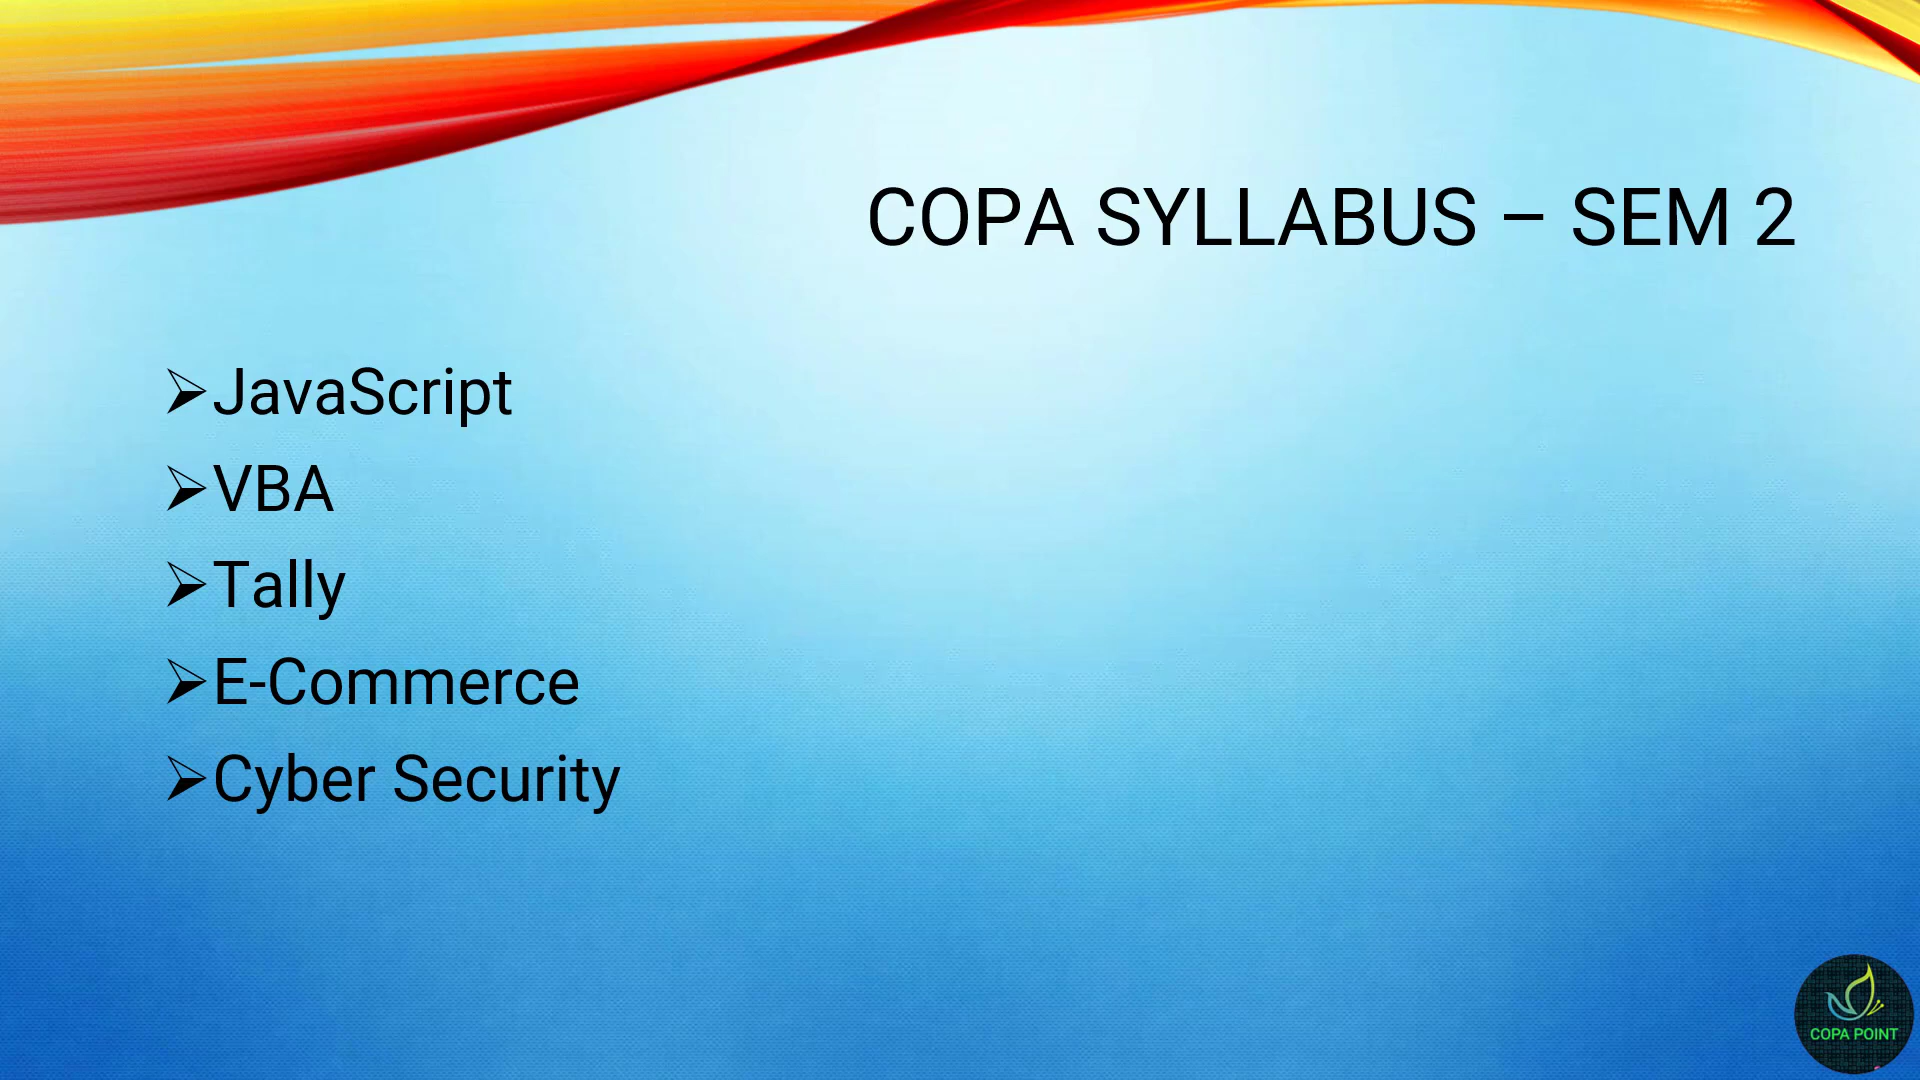 COPA SYLLABUS – SEM 2
➢JavaScript
➢VBA
➢Tally
➢E-Commerce
➢Cyber Security
COPA POINT